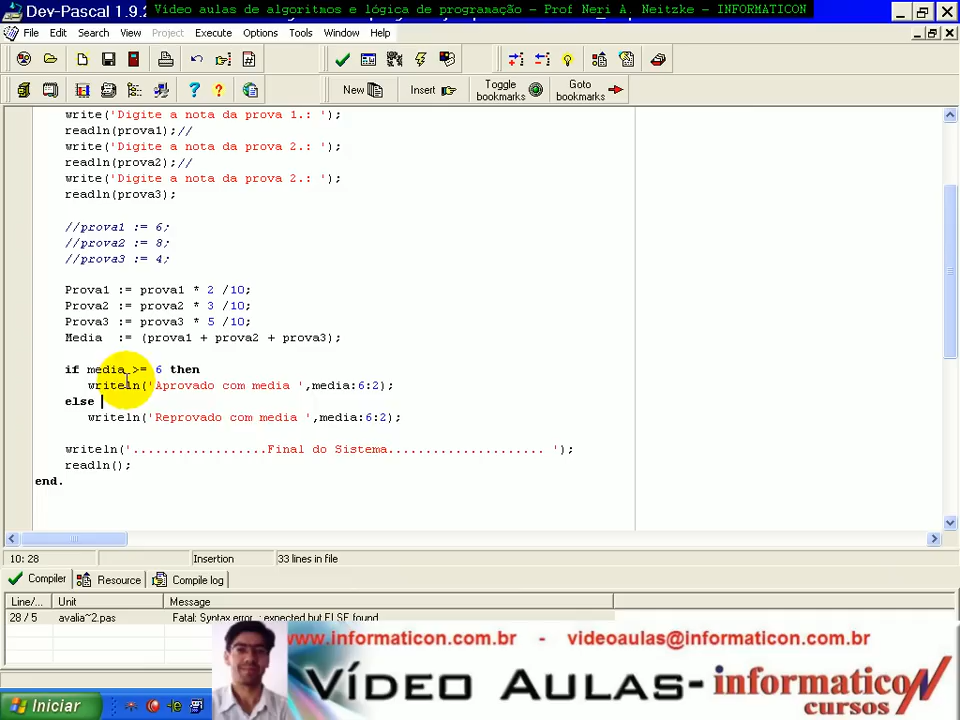 Dev-Pascal 1.9.2
Vídeo aulas de algoritmos e lógica de programação – Prof Neri A. Neitzke – INFORMATICON
File Edit Search View Project Execute Options Tools Window Help
New Insert Toggle bookmarks Goto bookmarks
write('Digite a nota da prova 1.: ');
readln(prova1);//
write('Digite a nota da prova 2.: ');
readln(prova2);//
write('Digite a nota da prova 2.: ');
readln(prova3);
//prova1 := 6;
//prova2 := 8;
//prova3 := 4;
Prova1 := prova1 * 2 /10;
Prova2 := prova2 * 3 /10;
Prova3 := prova3 * 5 /10;
Media := (prova1 + prova2 + prova3);
if media >= 6 then
writeln('Aprovado com media ',media:6:2);
else
writeln('Reprovado com media ',media:6:2);
writeln('..................Final do Sistema..................... ');
readln();
end.
10: 28 Insertion 33 lines in file
Compiler Resource Compile log
Line/... Unit Message
28 / 5 avalia~2.pas Fatal: Syntax error, ; expected but ELSE found
www.informaticon.com.br - videoaulas@informaticon.com.br
Vídeo Aulas- informaticon
cursos
Iniciar